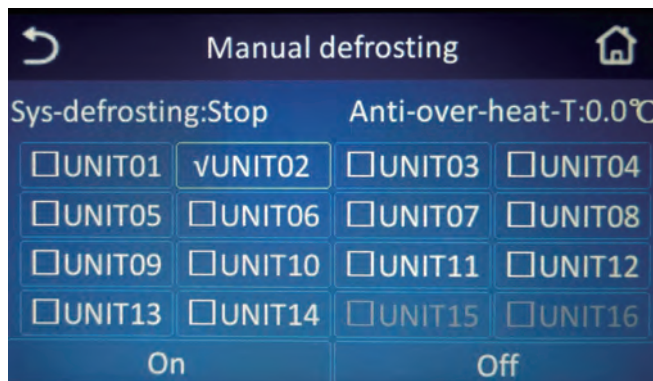 Manual defrosting
Sys-defrosting:Stop Anti-over-heat-T:0.0℃
☐UNIT01 √UNIT02 ☐UNIT03 ☐UNIT04
☐UNIT05 ☐UNIT06 ☐UNIT07 ☐UNIT08
☐UNIT09 ☐UNIT10 ☐UNIT11 ☐UNIT12
☐UNIT13 ☐UNIT14 ☐UNIT15 ☐UNIT16
On Off